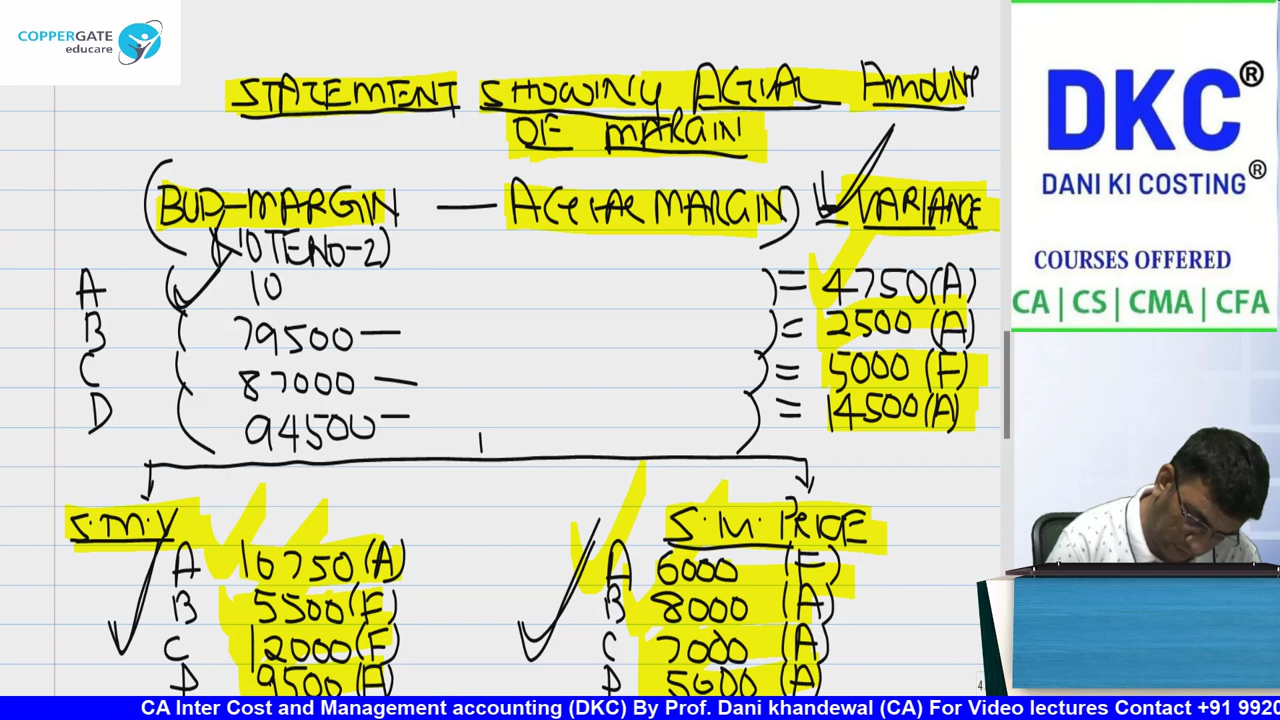 COPPERGATE
educare
STATEMENT SHOWING ACTUAL AMOUNT
OF MARGIN
(BUD-MARGIN — ACTUAL MARGIN) = VARIANCE
(NOTENO-2)
A ( 10 ) = 4750(A)
B ( 79500 — ) = 2500 (A)
C ( 87000 — ) = 5000 (F)
D ( 94500 — ) = 14500(A)
S.M.V
A 10750(A)
B 5500(F)
C 12000(F)
D 9500(A)
S.M. PRICE
A 6000 (F)
B 8000 (A)
C 7000 (A)
D 5000 (A)
4
DKC®
DANI KI COSTING®
COURSES OFFERED
CA | CS | CMA | CFA
CA Inter Cost and Management accounting (DKC) By Prof. Dani khandewal (CA) For Video lectures Contact +91 9920